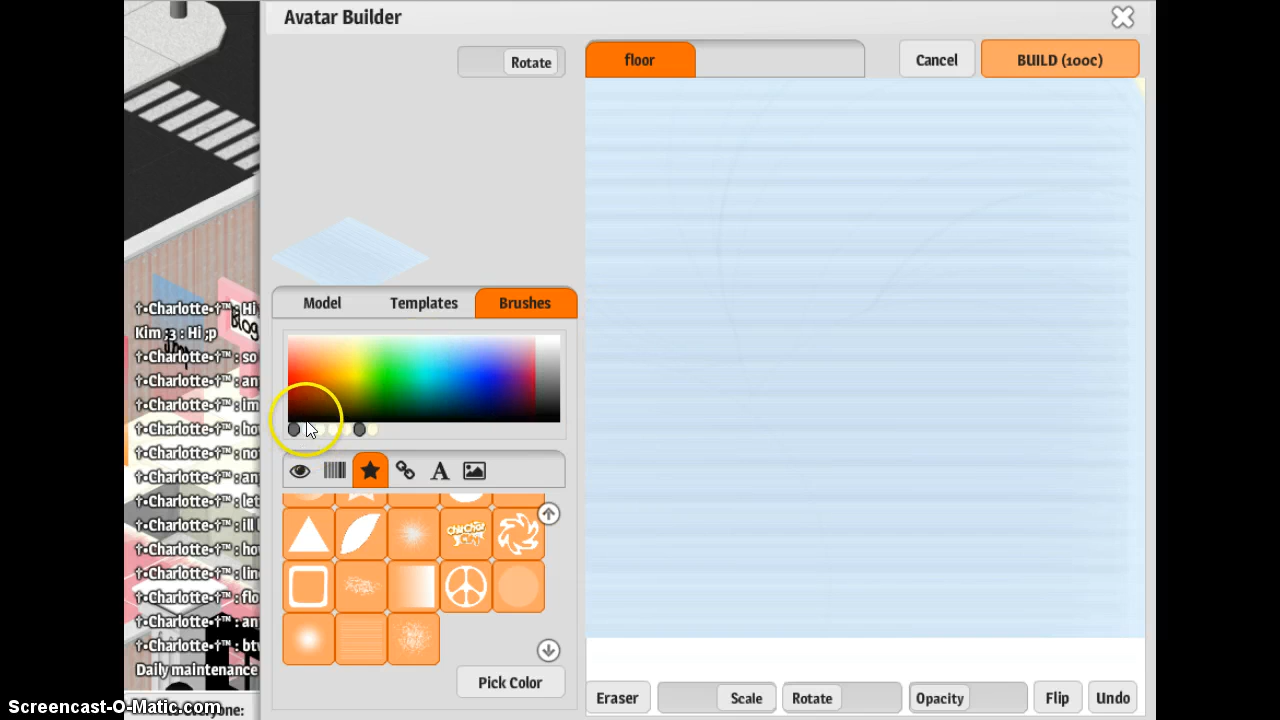 Avatar Builder
Rotate
floor
Cancel
BUILD (100c)
Model
Templates
Brushes
†•Charlotte•†™ : Hi
Kim ;3 : Hi ;p
†•Charlotte•†™ : so
†•Charlotte•†™ : an
†•Charlotte•†™ : im
†•Charlotte•†™ : ho
†•Charlotte•†™ : no
†•Charlotte•†™ : an
†•Charlotte•†™ : let
†•Charlotte•†™ : ill
†•Charlotte•†™ : ho
†•Charlotte•†™ : lin
†•Charlotte•†™ : flo
†•Charlotte•†™ : an
†•Charlotte•†™ : bt
Daily maintenance
everyone:
Blog
A
Pick Color
Eraser
Scale
Rotate
Opacity
Flip
Undo
Screencast-O-Matic.com